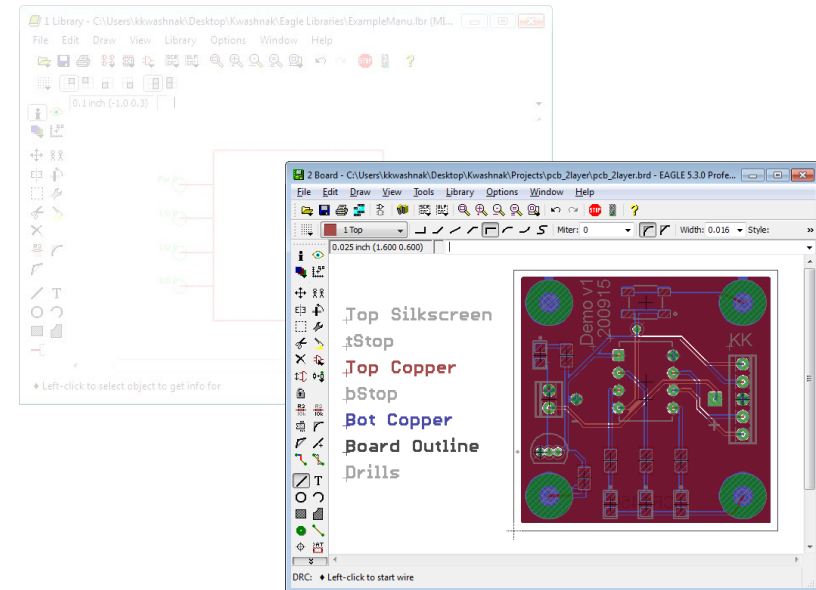 1 Library - C:\Users\kkwashnak\Desktop\Kwashnak\Eagle Libraries\ExampleManu.lbr (MI...
File Edit Draw View Library Options Window Help
0.1 inch (-1.0 0.3)
Left-click to select object to get info for
2 Board - C:\Users\kkwashnak\Desktop\Kwashnak\Projects\pcb_2layer\pcb_2layer.brd - EAGLE 5.3.0 Profe...
File Edit Draw View Tools Library Options Window Help
1 Top Miter: 0 Width: 0.016 Style: »
0.025 inch (1.600 0.600)
Top Silkscreen
tStop
Top Copper
bStop
Bot Copper
Board Outline
Drills
Demo v1
200915
KK
DRC: Left-click to start wire